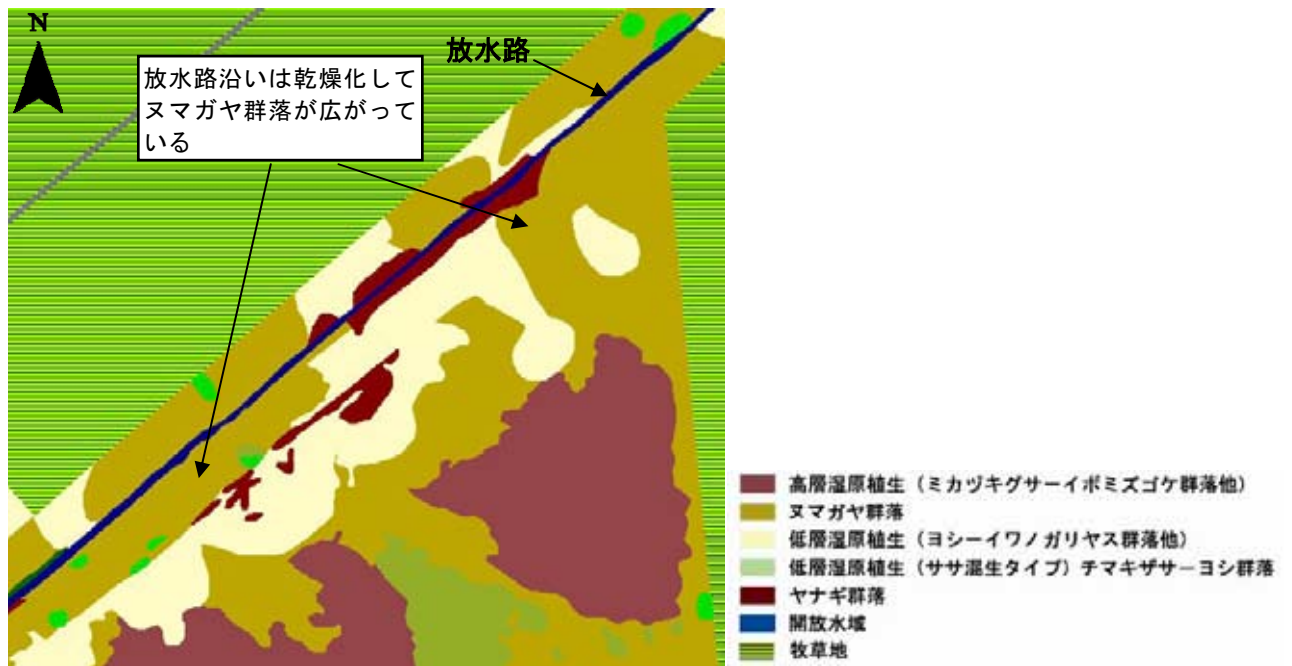 N
放水路
放水路沿いは乾燥化して
ヌマガヤ群落が広がって
いる
高層湿原植生（ミカヅキグサーイボミズゴケ群落他）
ヌマガヤ群落
低層湿原植生（ヨシーイワノガリヤス群落他）
低層湿原植生（ササ混生タイプ）チマキザサーヨシ群落
ヤナギ群落
開放水域
牧草地